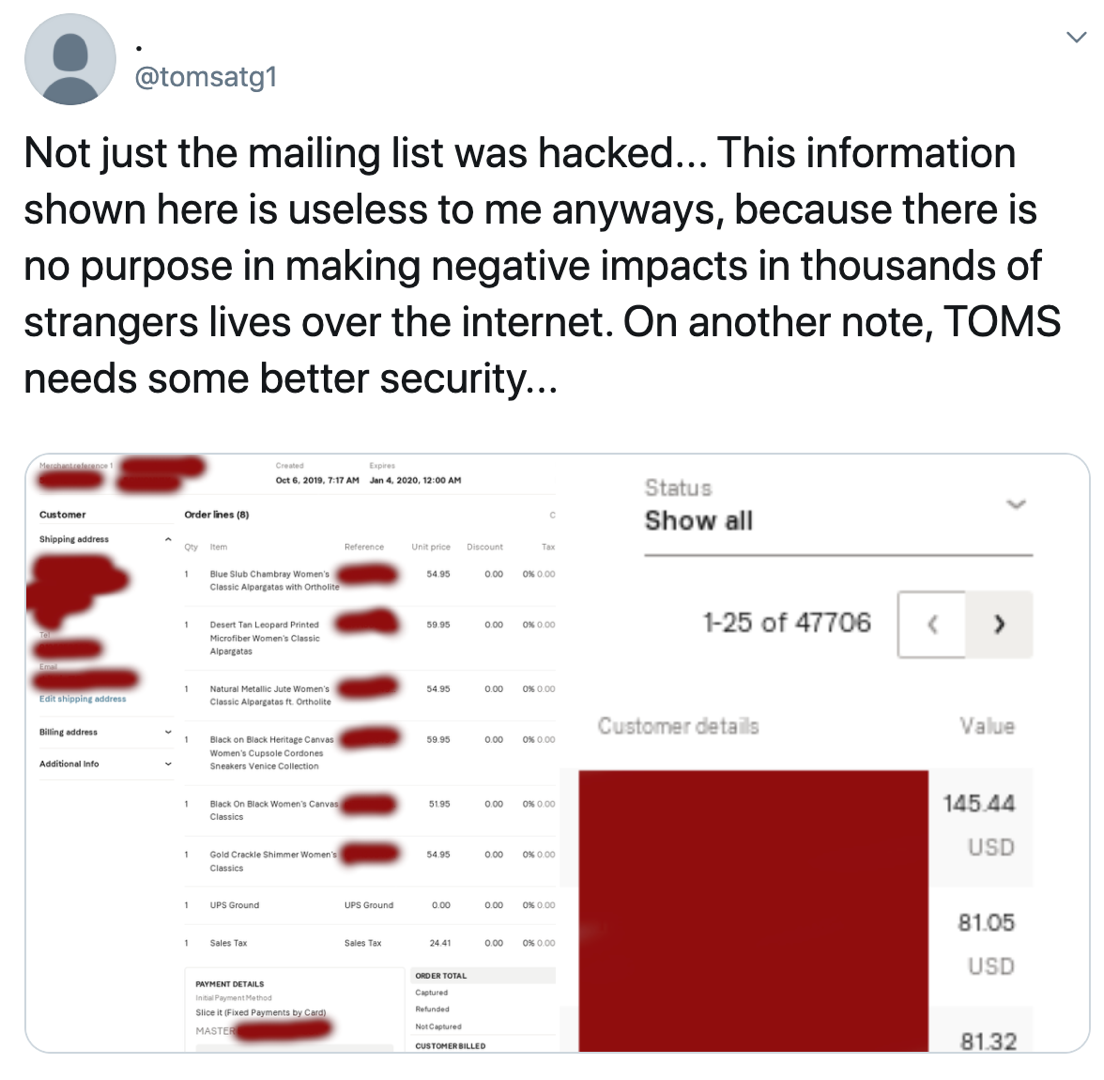 .
@tomsatg1
Not just the mailing list was hacked... This information
shown here is useless to me anyways, because there is
no purpose in making negative impacts in thousands of
strangers lives over the internet. On another note, TOMS
needs some better security...
Merchant reference 1
Created Expires
Oct 6, 2019, 7:17 AM Jan 4, 2020, 12:00 AM
Customer
Shipping address
Tel
Email
Edit shipping address
Billing address
Additional Info
Order lines (8)
C
Qty Item Reference Unit price Discount Tax
1 Blue Slub Chambray Women's 54.95 0.00 0% 0.00
Classic Alpargatas with Ortholite
1 Desert Tan Leopard Printed 59.95 0.00 0% 0.00
Microfiber Women's Classic
Alpargatas
1 Natural Metallic Jute Women's 54.95 0.00 0% 0.00
Classic Alpargatas ft. Ortholite
1 Black on Black Heritage Canvas 59.95 0.00 0% 0.00
Women's Cupsole Cordones
Sneakers Venice Collection
1 Black On Black Women's Canvas 51.95 0.00 0% 0.00
Classics
1 Gold Crackle Shimmer Women's 54.95 0.00 0% 0.00
Classics
1 UPS Ground UPS Ground 0.00 0.00 0% 0.00
1 Sales Tax Sales Tax 24.41 0.00 0% 0.00
PAYMENT DETAILS
Initial Payment Method
Slice it (Fixed Payments by Card)
MASTER
ORDER TOTAL
Captured
Refunded
Not Captured
CUSTOMER BILLED
Status
Show all
1-25 of 47706
Customer details Value
145.44
USD
81.05
USD
81.32